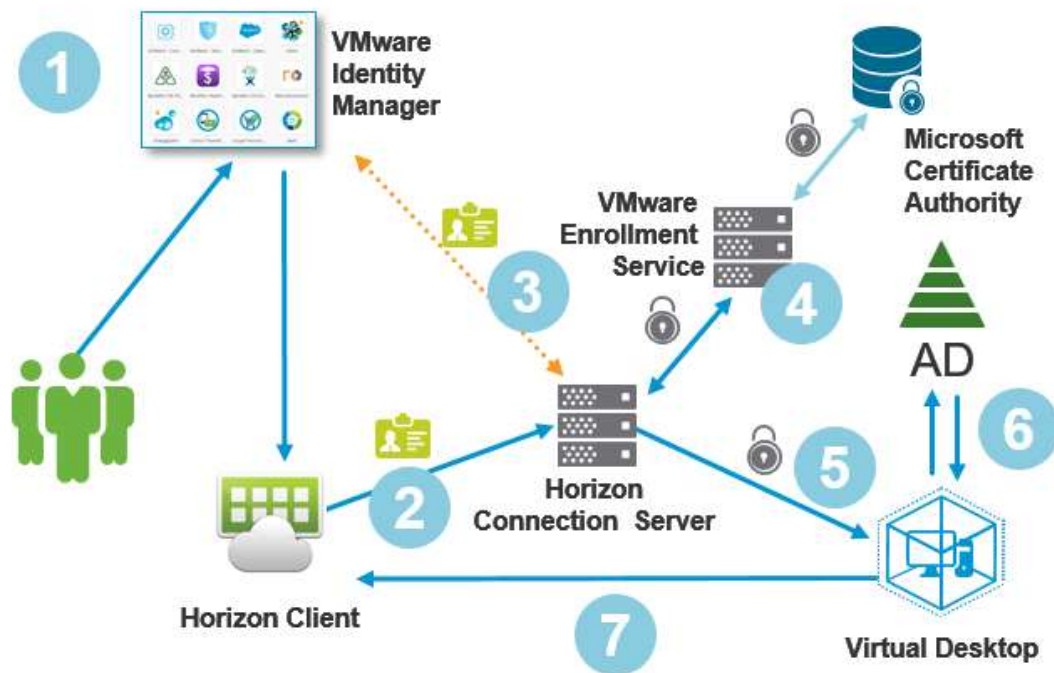 1
VMware
Identity
Manager
Microsoft
Certificate
Authority
VMware
Enrollment
Service
3
4
AD
2
5
6
Horizon
Connection Server
Horizon Client
7
Virtual Desktop